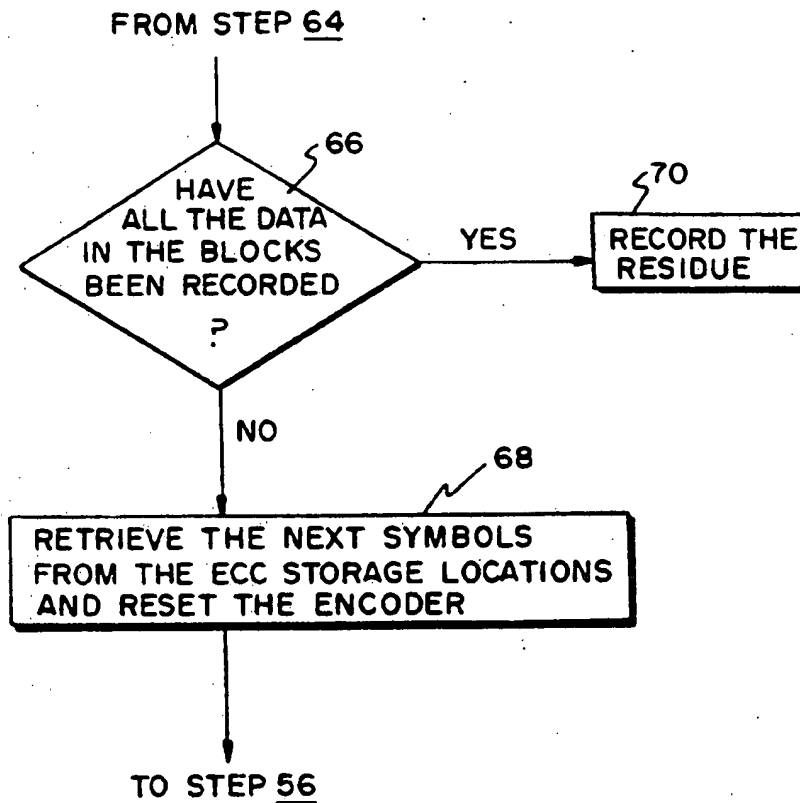 FROM STEP 64
66
HAVE
ALL THE DATA
IN THE BLOCKS
BEEN RECORDED
?
YES
70
RECORD THE
RESIDUE
NO
68
RETRIEVE THE NEXT SYMBOLS
FROM THE ECC STORAGE LOCATIONS
AND RESET THE ENCODER
TO STEP 56